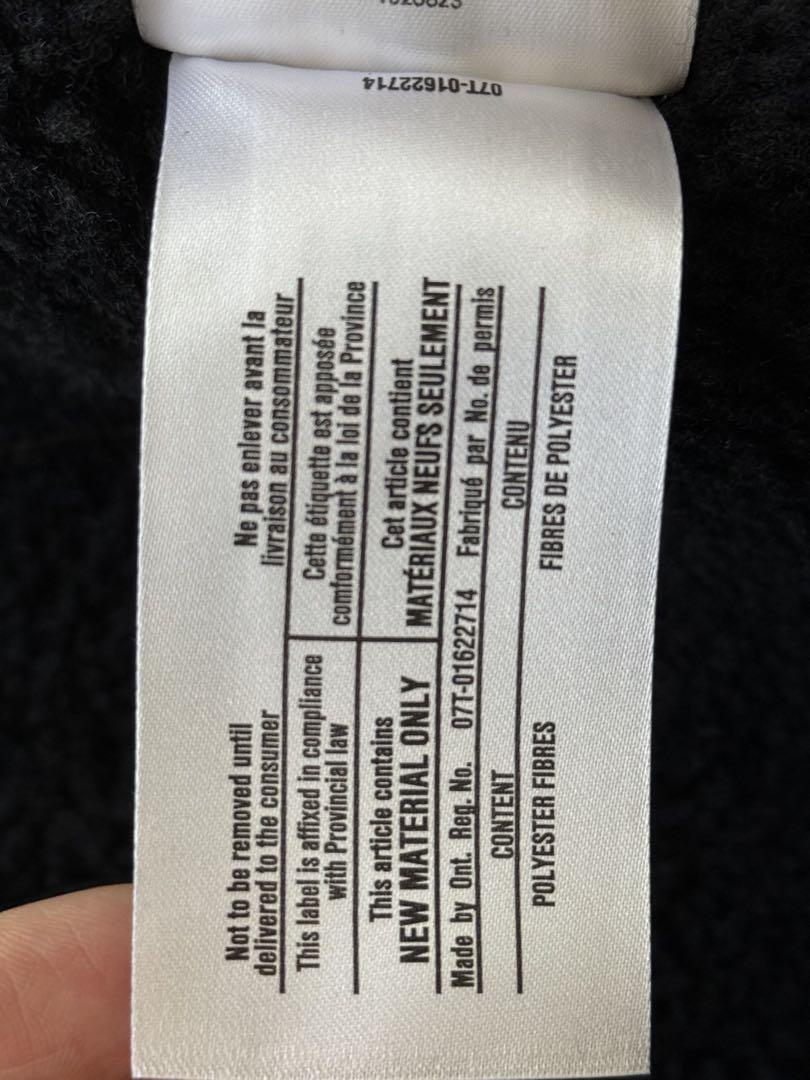 07T-01622714
Not to be removed until
delivered to the consumer
Ne pas enlever avant la
livraison au consommateur
This label is affixed in compliance
with Provincial law
Cette étiquette est apposée
comformément à la loi de la Province
This article contains
NEW MATERIAL ONLY
Cet article contient
MATÉRIAUX NEUFS SEULEMENT
Made by Ont. Reg. No. 07T-01622714 Fabriqué par No. de permis
CONTENT CONTENU
POLYESTER FIBRES FIBRES DE POLYESTER